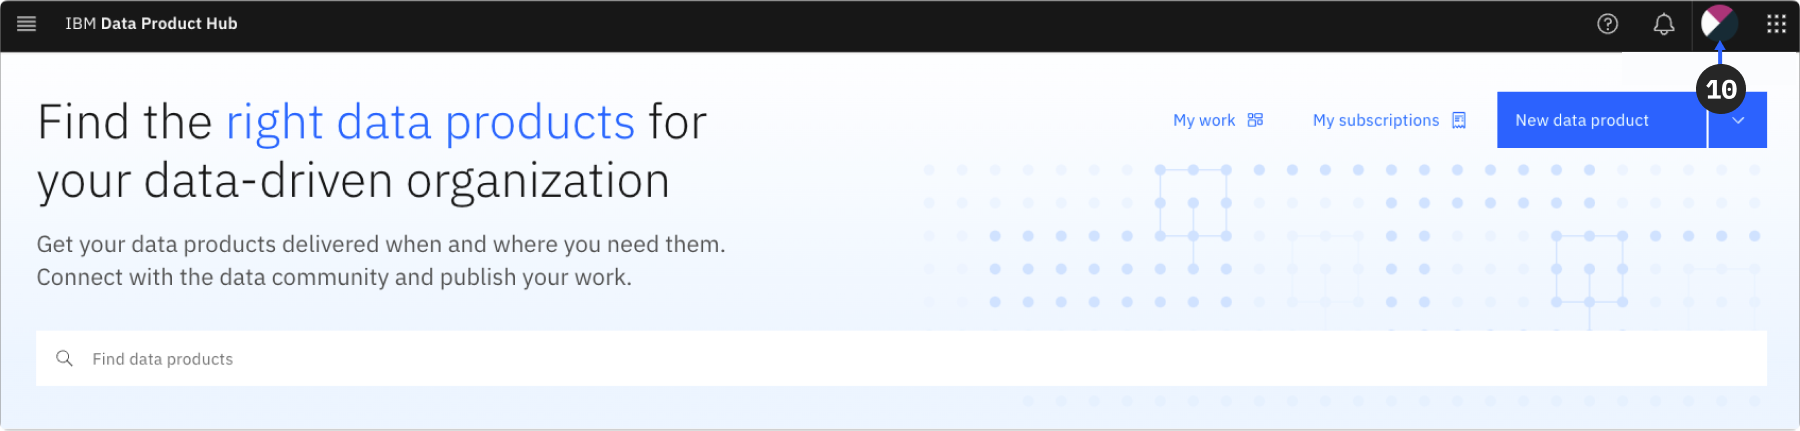 IBM Data Product Hub
10
Find the right data products for
your data-driven organization
My work
My subscriptions
New data product
Get your data products delivered when and where you need them.
Connect with the data community and publish your work.
Find data products